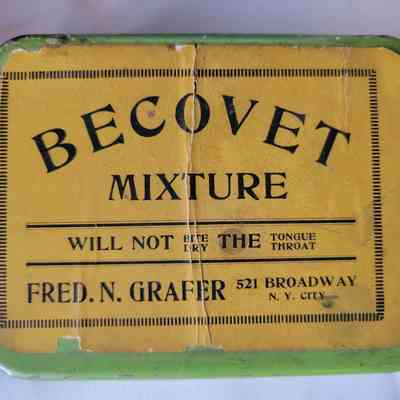 BECOVET
MIXTURE
WILL NOT BITE THE TONGUE
DRY THROAT
FRED. N. GRAFER 521 BROADWAY
N. Y. CITY